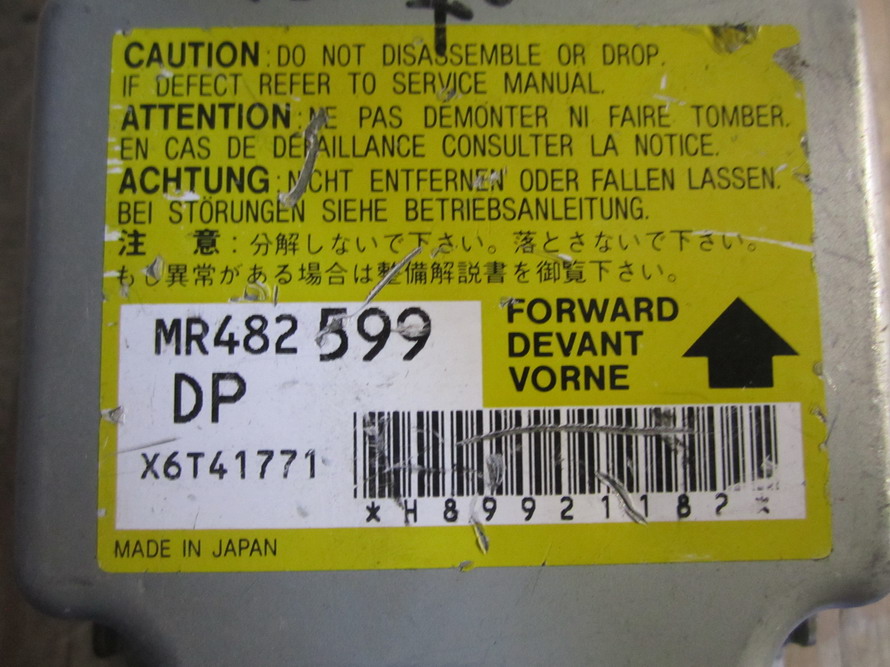 CAUTION : DO NOT DISASSEMBLE OR DROP.
IF DEFECT REFER TO SERVICE MANUAL.
ATTENTION : NE PAS DEMONTER NI FAIRE TOMBER.
EN CAS DE DEFAILLANCE CONSULTER LA NOTICE.
ACHTUNG : NICHT ENTFERNEN ODER FALLEN LASSEN.
BEI STÖRUNGEN SIEHE BETRIEBSANLEITUNG.
注 意 : 分解しないで下さい。落とさないで下さい。
もし異常がある場合は整備解説書を御覧下さい。
MR482 599
DP
X6T41771
FORWARD
DEVANT
VORNE
MADE IN JAPAN